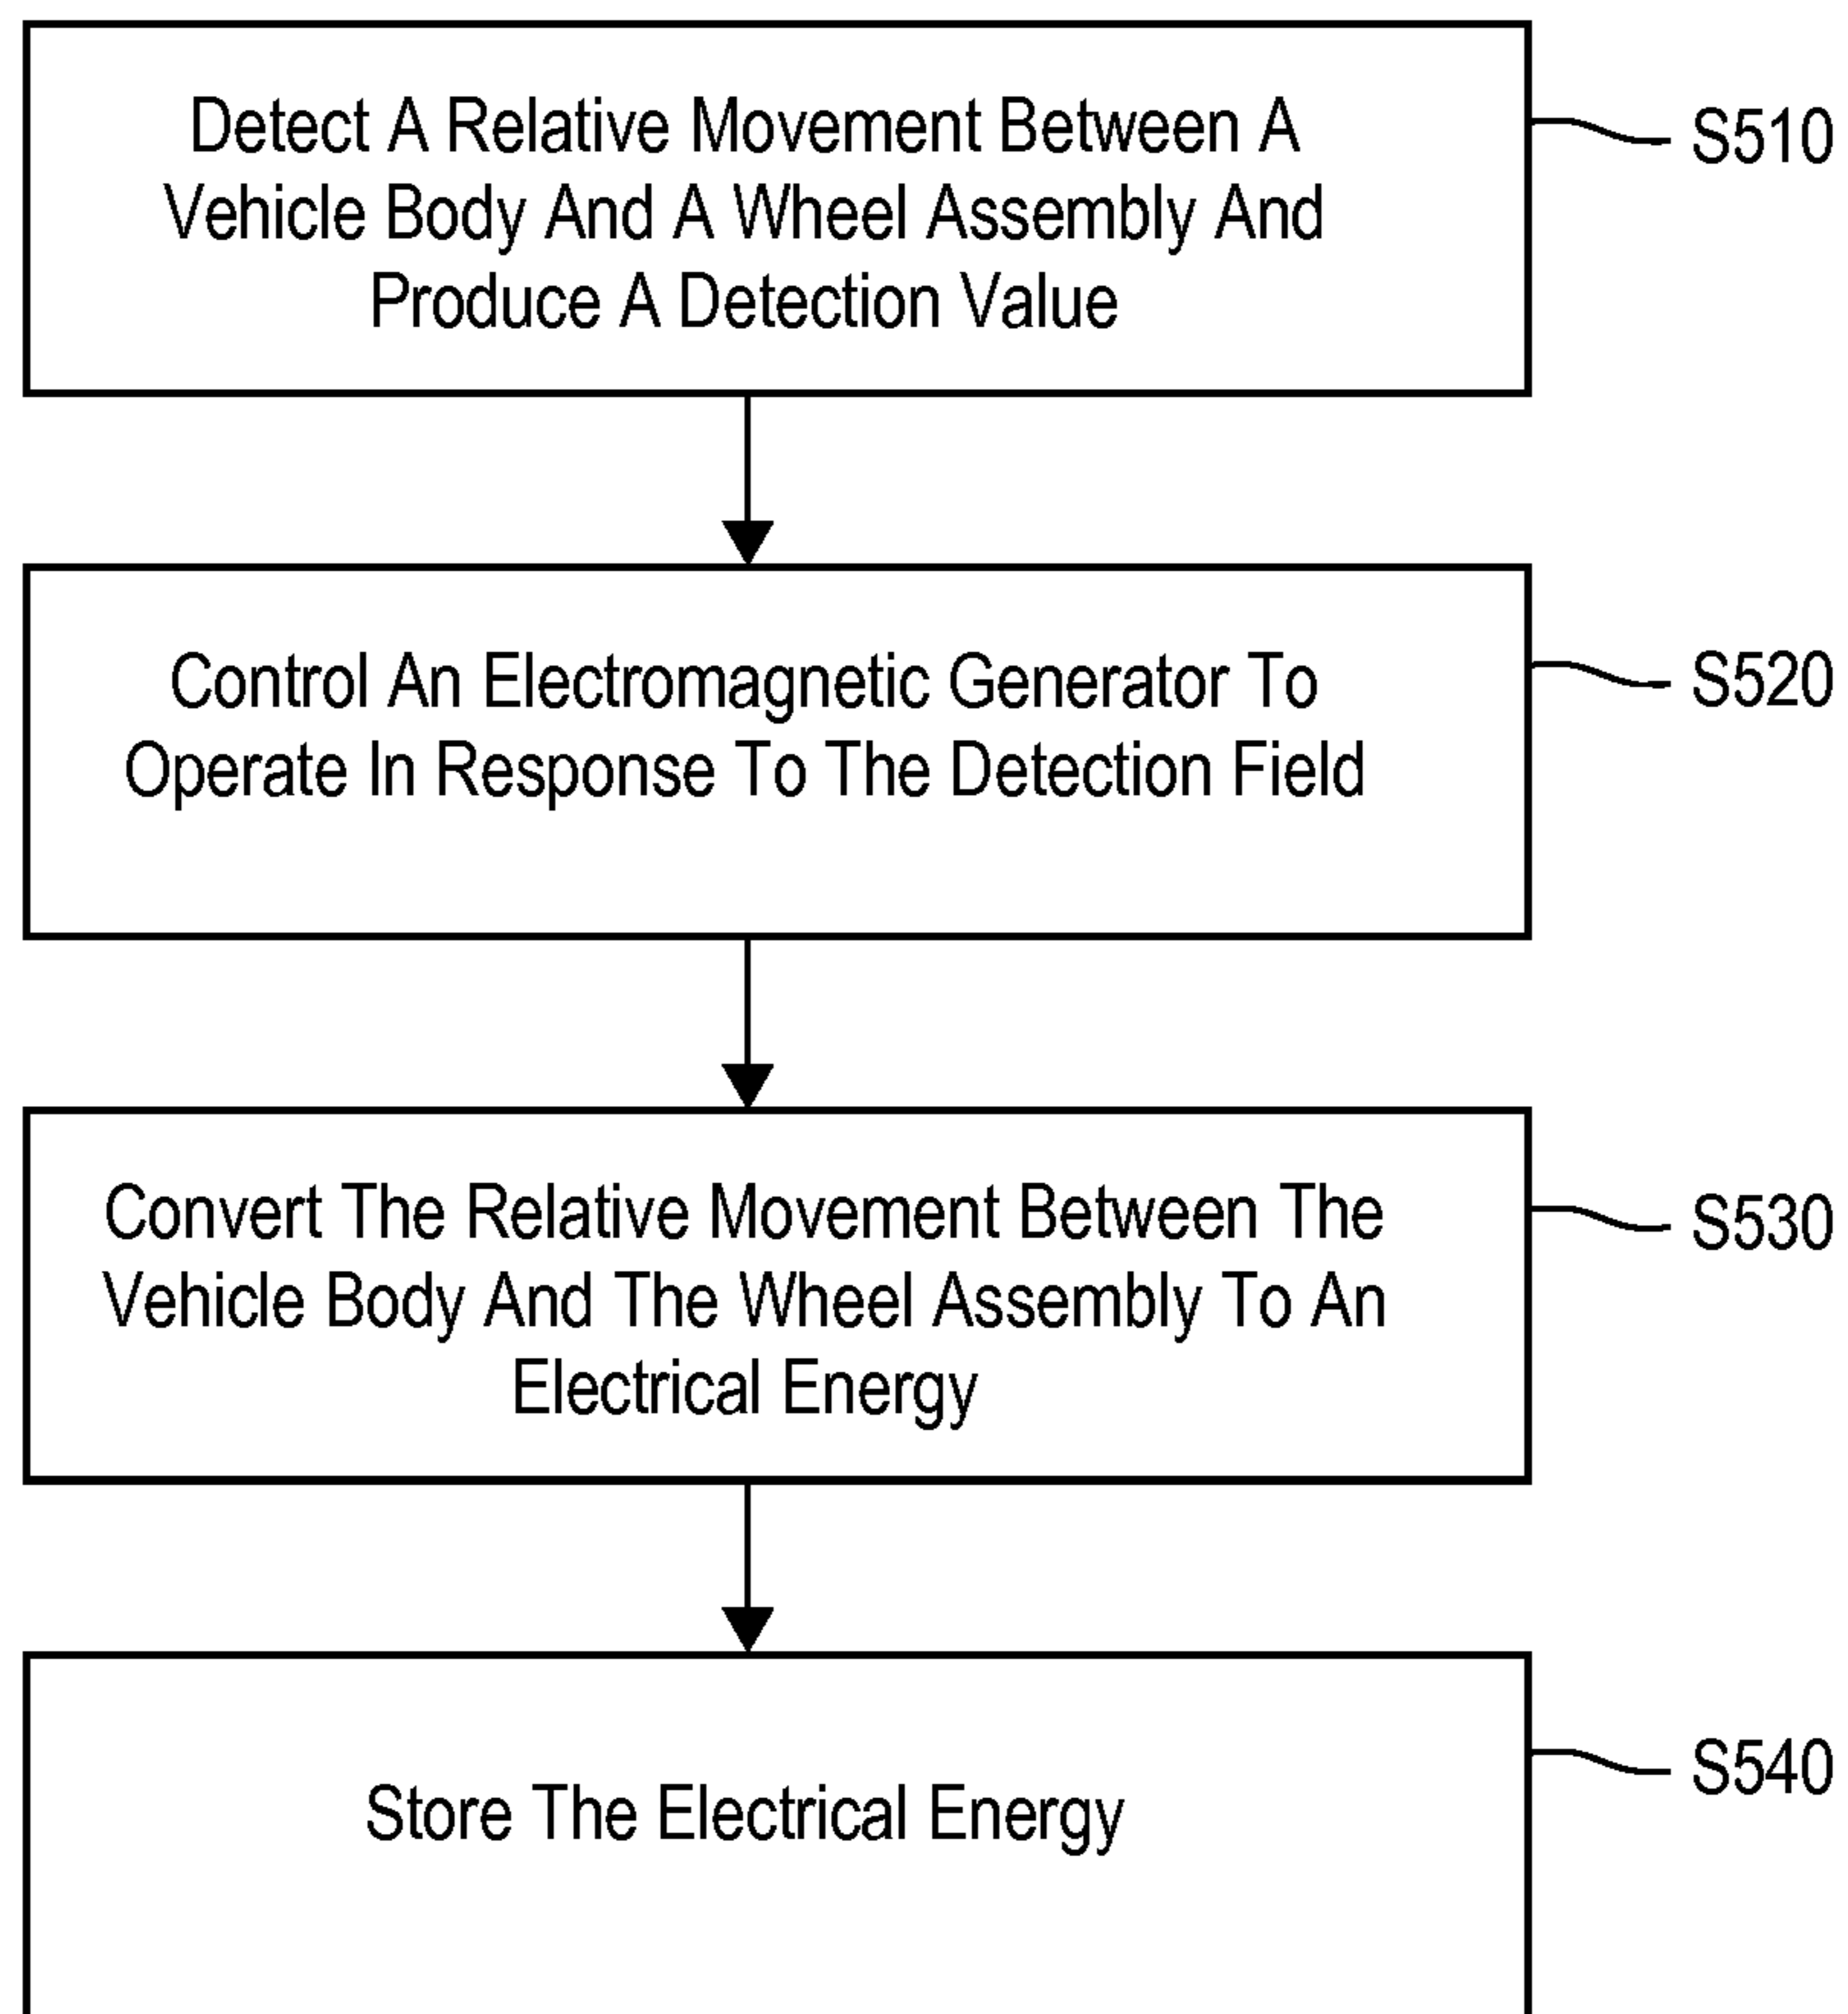 Detect A Relative Movement Between A
Vehicle Body And A Wheel Assembly And
Produce A Detection Value
S510
Control An Electromagnetic Generator To
Operate In Response To The Detection Field
S520
Convert The Relative Movement Between The
Vehicle Body And The Wheel Assembly To An
Electrical Energy
S530
Store The Electrical Energy
S540